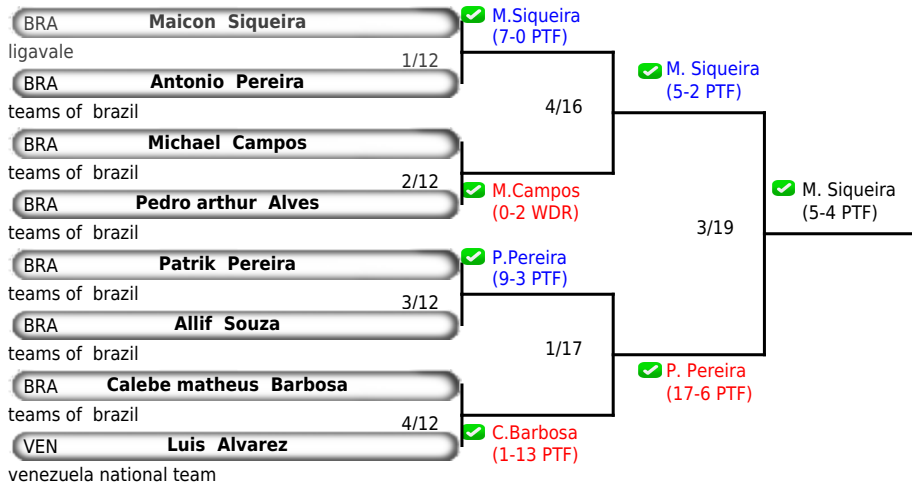 BRA Maicon Siqueira
M.Siqueira
(7-0 PTF)
ligavale
1/12
BRA Antonio Pereira
M. Siqueira
(5-2 PTF)
teams of brazil
4/16
BRA Michael Campos
teams of brazil
2/12
M.Campos
(0-2 WDR)
BRA Pedro arthur Alves
M. Siqueira
(5-4 PTF)
teams of brazil
3/19
BRA Patrik Pereira
P.Pereira
(9-3 PTF)
teams of brazil
3/12
BRA Allif Souza
teams of brazil
1/17
BRA Calebe matheus Barbosa
P. Pereira
(17-6 PTF)
teams of brazil
4/12
C.Barbosa
(1-13 PTF)
VEN Luis Alvarez
venezuela national team